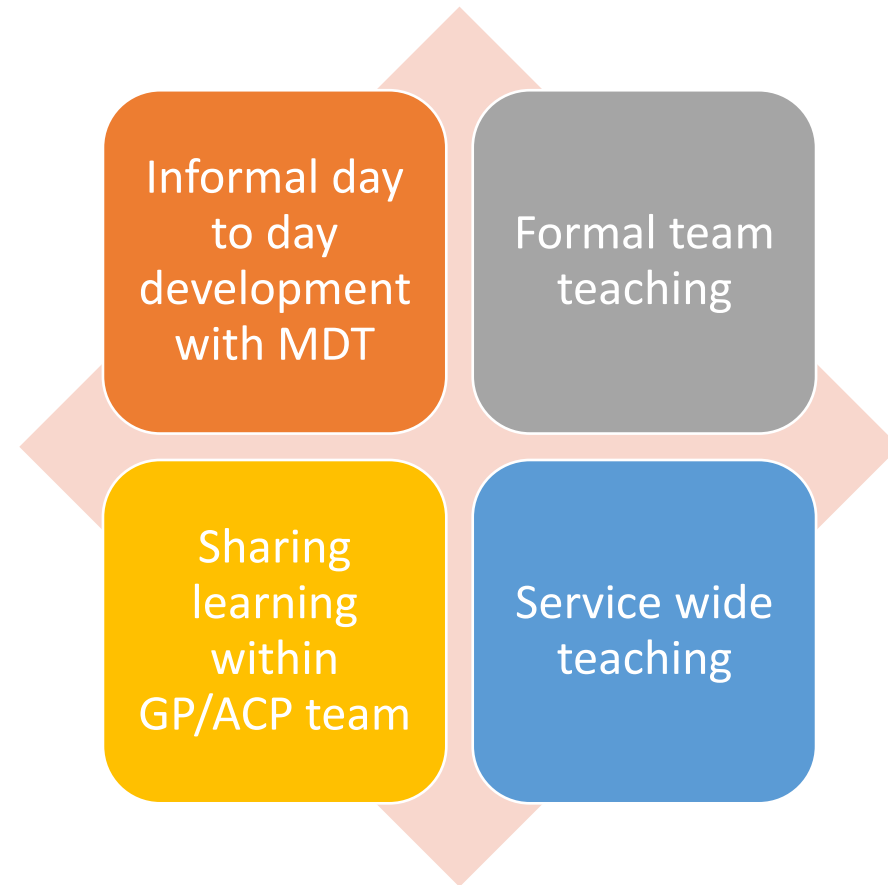 Informal day
to day
development
with MDT
Formal team
teaching
Sharing
learning
within
GP/ACP team
Service wide
teaching